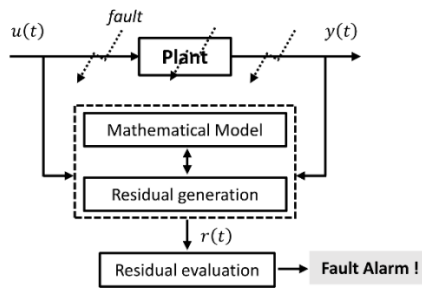 fault
u(t)
y(t)
Plant
Mathematical Model
Residual generation
r(t)
Residual evaluation
Fault Alarm !